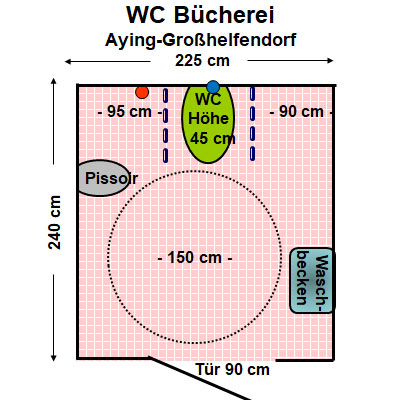 WC Bücherei
Aying-Großhelfendorf
225 cm
WC
- 95 cm -
Höhe
- 90 cm -
45 cm
Pissoir
240 cm
- 150 cm -
Wasch-
becken
Tür 90 cm